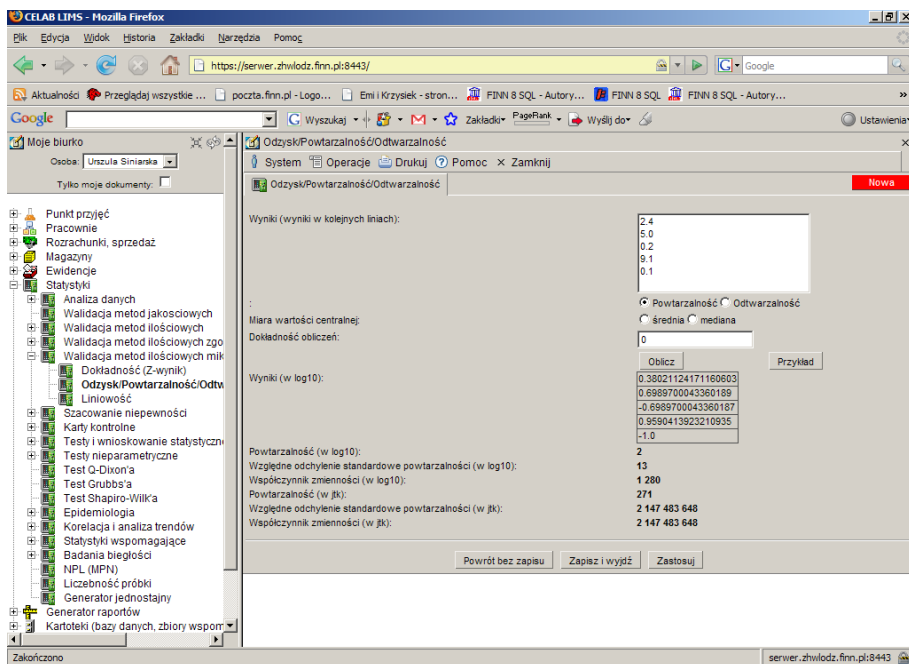 CELAB LIMS - Mozilla Firefox
Plik Edycja Widok Historia Zakładki Narzędzia Pomoc
https://serwer.zhwlodz.finn.pl:8443/
G Google
Aktualności Przeglądaj wszystkie ... poczta.finn.pl - Logo... Emi i Krzysiek - stron... FINN 8 SQL - Autory... FINN 8 SQL FINN 8 SQL - Autory... »
Google G Wyszukaj Zakładki PageRank Wyślij do Ustawienia
Moje biurko
Osoba: Urszula Siniarska
Tylko moje dokumenty:
Punkt przyjęć
Pracownie
Rozrachunki, sprzedaż
Magazyny
Ewidencje
Statystyki
Analiza danych
Walidacja metod jakosciowych
Walidacja metod ilościowych
Walidacja metod ilościowych zgo
Walidacja metod ilościowych mik
Dokładność (Z-wynik)
Odzysk/Powtarzalność/Odtw
Liniowość
Szacowanie niepewności
Karty kontrolne
Testy i wnioskowanie statystyczn
Testy nieparametryczne
Test Q-Dixon'a
Test Grubbs'a
Test Shapiro-Wilk'a
Epidemiologia
Korelacja i analiza trendów
Statystyki wspomagające
Badania biegłości
NPL (MPN)
Liczebność próbki
Generator jednostajny
Generator raportów
Kartoteki (bazy danych, zbiory wspom
Odzysk/Powtarzalność/Odtwarzalność
System Operacje Drukuj Pomoc Zamknij
Odzysk/Powtarzalność/Odtwarzalność Nowa
Wyniki (wyniki w kolejnych liniach):
2.4
5.0
0.2
9.1
0.1
: Powtarzalność Odtwarzalność
Miara wartości centralnej: średnia mediana
Dokładność obliczeń: 0
Oblicz Przykład
Wyniki (w log10):
0.38021124171160603
0.6989700043360189
-0.6989700043360187
0.9590413923210935
-1.0
Powtarzalność (w log10): 2
Względne odchylenie standardowe powtarzalności (w log10): 13
Współczynnik zmienności (w log10): 1 280
Powtarzalność (w jtk): 271
Względne odchylenie standardowe powtarzalności (w jtk): 2 147 483 648
Współczynnik zmienności (w jtk): 2 147 483 648
Powrót bez zapisu Zapisz i wyjdź Zastosuj
Zakończono serwer.zhwlodz.finn.pl:8443